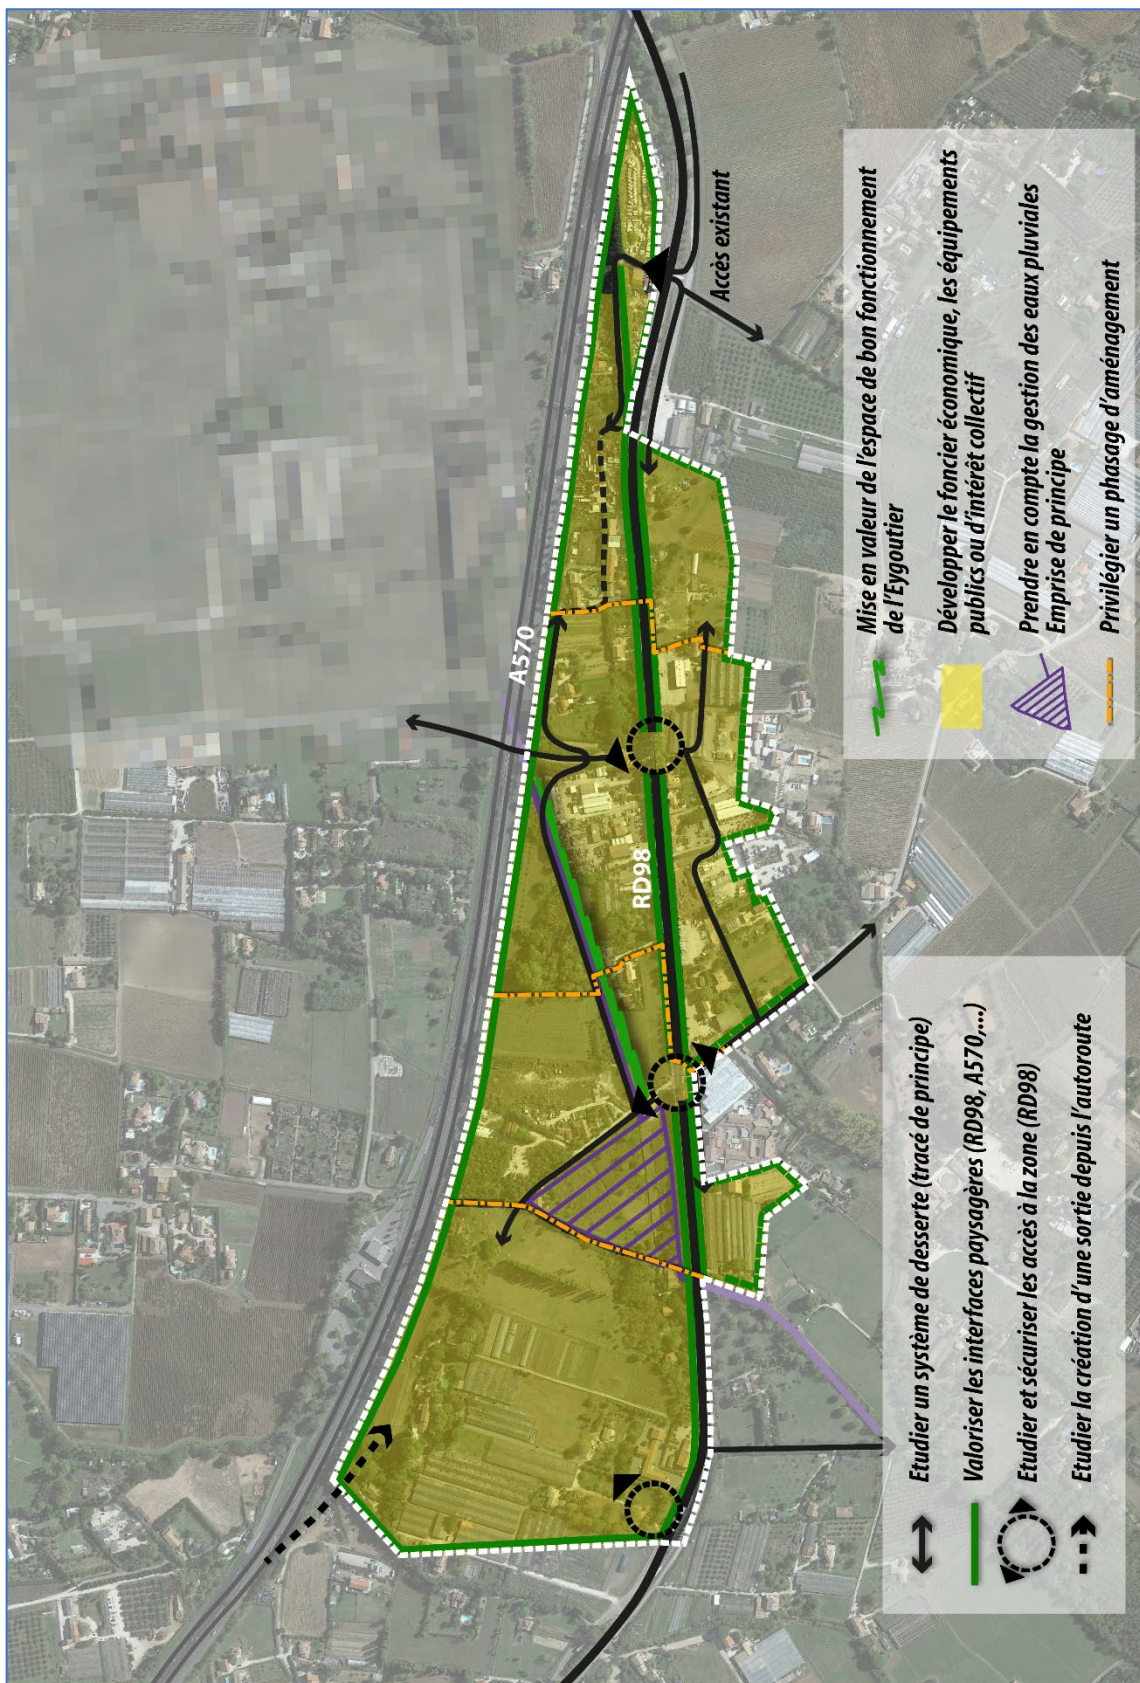 A570
RD98
Accès existant
Etudier un système de desserte (tracé de principe)
Valoriser les interfaces paysagères (RD98, A570,...)
Etudier et sécuriser les accès à la zone (RD98)
Etudier la création d'une sortie depuis l'autoroute
Mise en valeur de l'espace de bon fonctionnement
de l'Eygoutier
Développer le foncier économique, les équipements
publics ou d'intérêt collectif
Prendre en compte la gestion des eaux pluviales
Emprise de principe
Privilégier un phasage d'aménagement